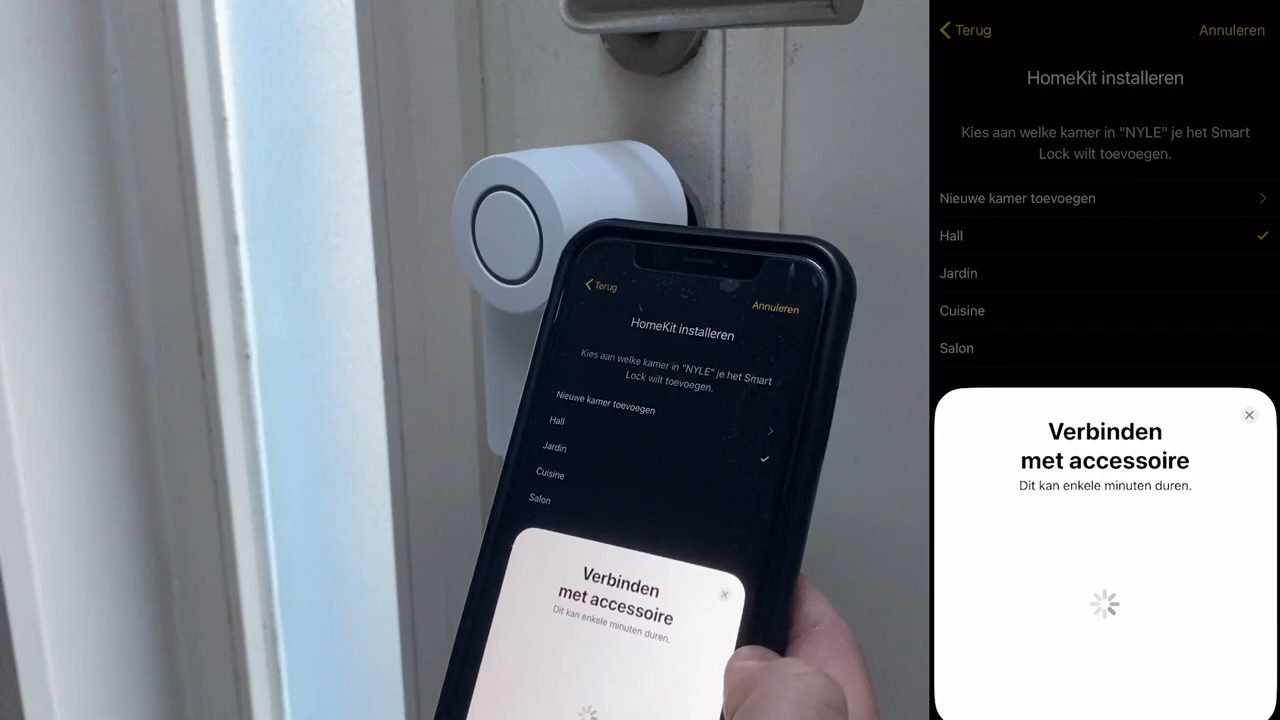 Terug
Annuleren
HomeKit installeren
Kies aan welke kamer in "NYLE" je het Smart
Lock wilt toevoegen.
Nieuwe kamer toevoegen
Hall
Jardin
Cuisine
Salon
Verbinden
met accessoire
Dit kan enkele minuten duren.
Terug
Annuleren
HomeKit installeren
Kies aan welke kamer in "NYLE" je het Smart
Lock wilt toevoegen.
Nieuwe kamer toevoegen
Hall
Jardin
Cuisine
Salon
Verbinden
met accessoire
Dit kan enkele minuten duren.